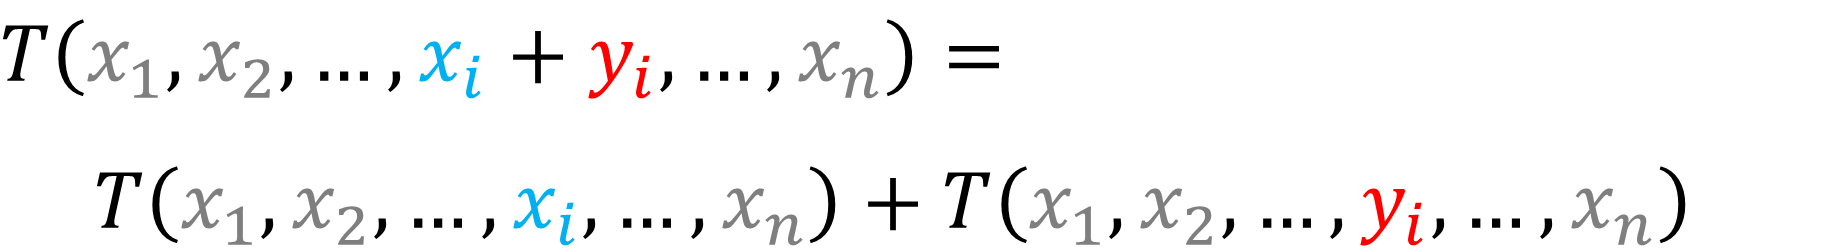 T(x₁, x₂, …, xᵢ + yᵢ, …, xₙ) =
T(x₁, x₂, …, xᵢ, …, xₙ) + T(x₁, x₂, …, yᵢ, …, xₙ)